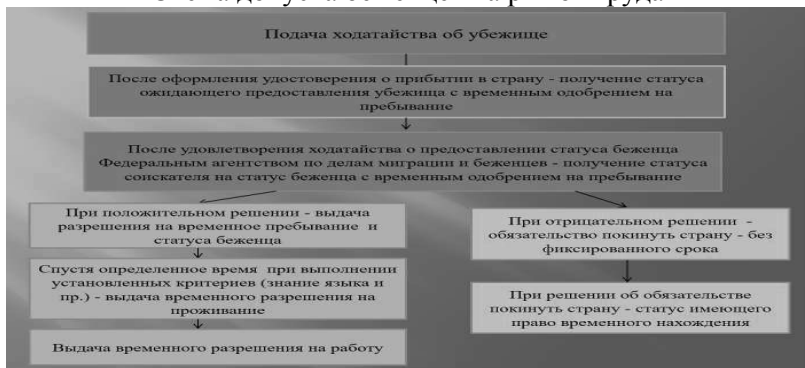 Подача ходатайства об убежище
После оформления удостоверения о прибытии в страну - получение статуса
ожидающего предоставления убежища с временным одобрением на
пребывание
После удовлетворения ходатайства о предоставлении статуса беженца
Федеральным агентством по делам миграции и беженцев - получение статуса
соискателя на статус беженца с временным одобрением на пребывание
При положительном решении - выдача
разрешения на временное пребывание и
статуса беженца
Спустя определенное время при выполнении
установленных критериев (знание языка и
пр.) - выдача временного разрешения на
проживание
Выдача временного разрешения на работу
При отрицательном решении -
обязательство покинуть страну - без
фиксированного срока
При решении об обязательстве
покинуть страну - статус имеющего
право временного нахождения